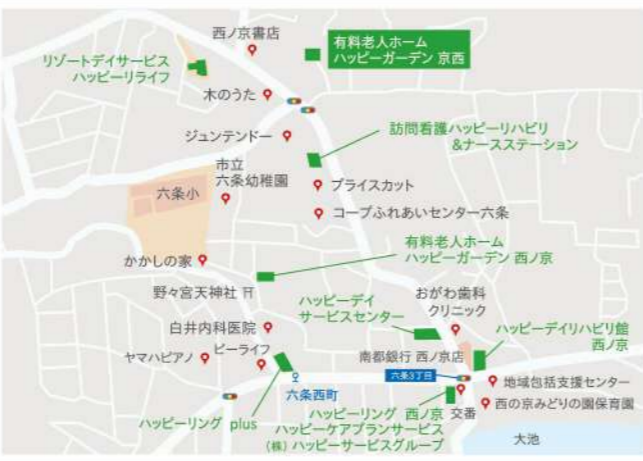 西ノ京書店
有料老人ホーム
ハッピーガーデン 京西
リゾートデイサービス
ハッピーリライフ
木のうた
ジュンテンドー
訪問看護ハッピーリハビリ
&ナースステーション
市立
六条幼稚園
六条小
プライスカット
コープふれあいセンター六条
かかしの家
有料老人ホーム
ハッピーガーデン 西ノ京
野々宮天神社
ハッピーデイ
サービスセンター
おがわ歯科
クリニック
白井内科医院
ハッピーデイリハビリ館
西ノ京
ヤマハピアノ
ビーライフ
南都銀行 西ノ京店
六条3丁目
地域包括支援センター
六条西町
ハッピーリング plus
ハッピーリング 西ノ京
ハッピーケアプランサービス
(株) ハッピーサービスグループ
交番
西の京みどりの園保育園
大池